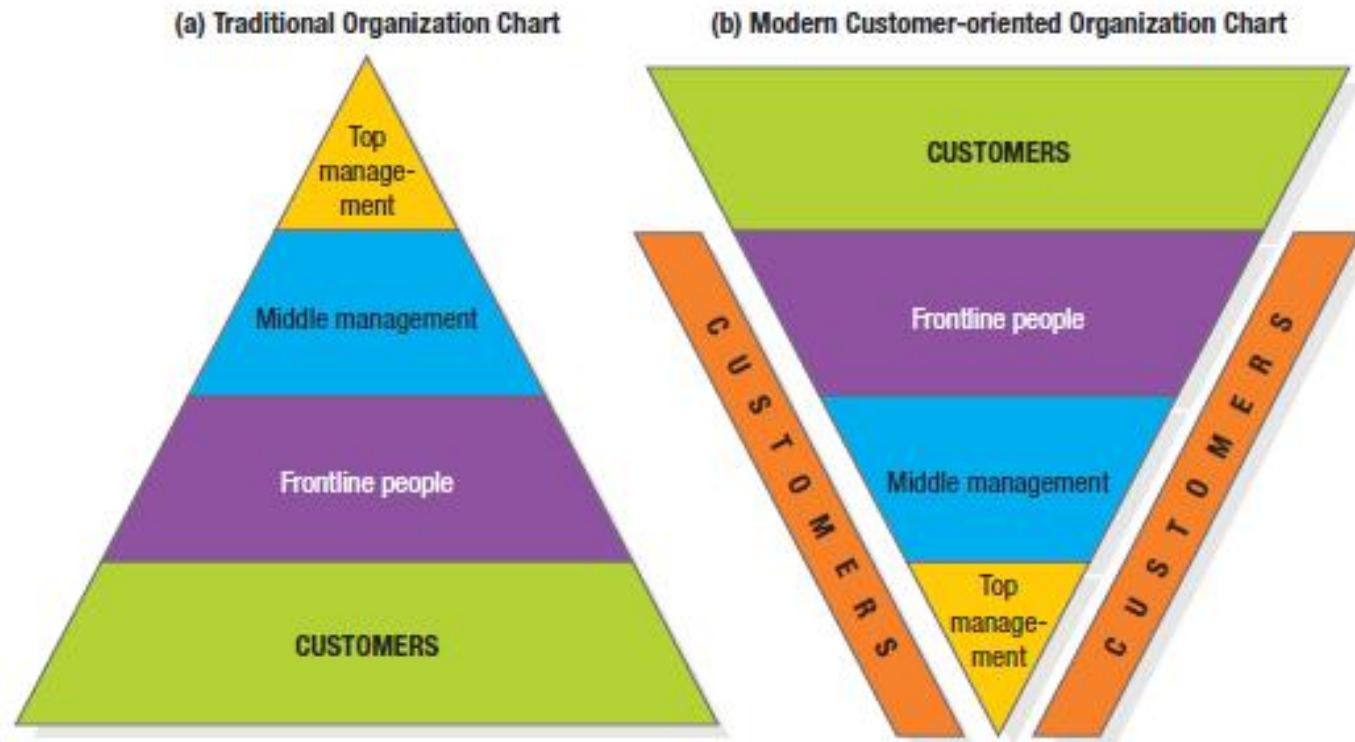 (a) Traditional Organization Chart
Top
manage-
ment
Middle management
Frontline people
CUSTOMERS
(b) Modern Customer-oriented Organization Chart
CUSTOMERS
Frontline people
Middle management
Top
manage-
ment
CUSTOMERS
CUSTOMERS